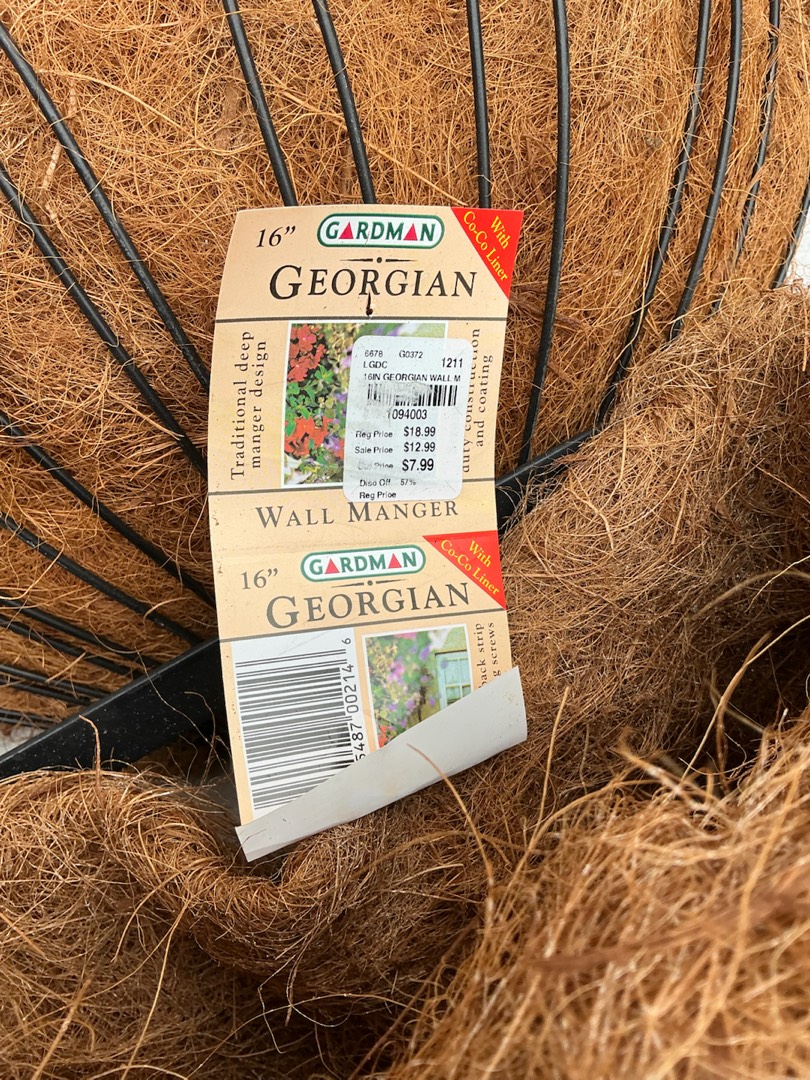 16” GARDMAN
With
Co-Co Liner
GEORGIAN
Traditional deep
manger design
construction
and coating
6678 G0372
LGDC 1211
16IN GEORGIAN WALL M
1094003
Reg Price $18.99
Sale Price $12.99
Price $7.99
Disc Off 57%
Reg Price
WALL MANGER
16” GARDMAN
With
Co-Co Liner
GEORGIAN
5487 00214 6
back strip
screws